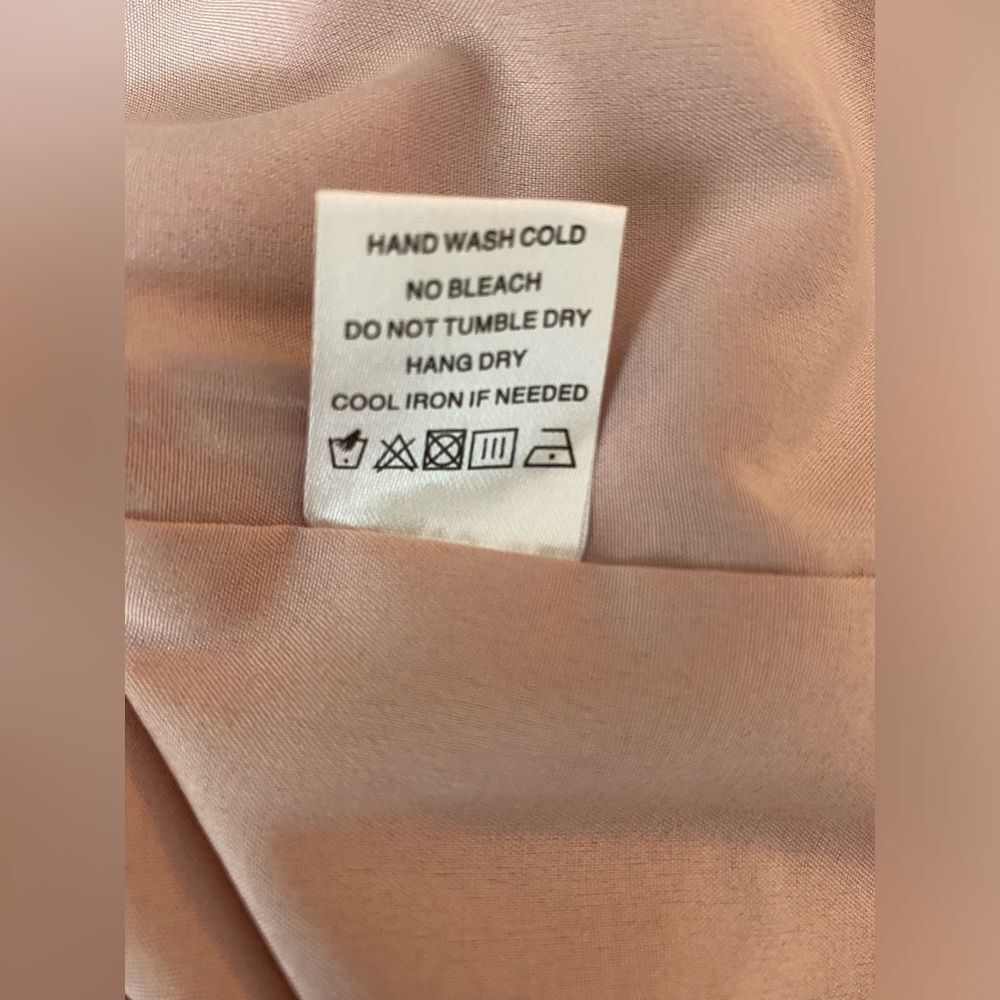 HAND WASH COLD
NO BLEACH
DO NOT TUMBLE DRY
HANG DRY
COOL IRON IF NEEDED